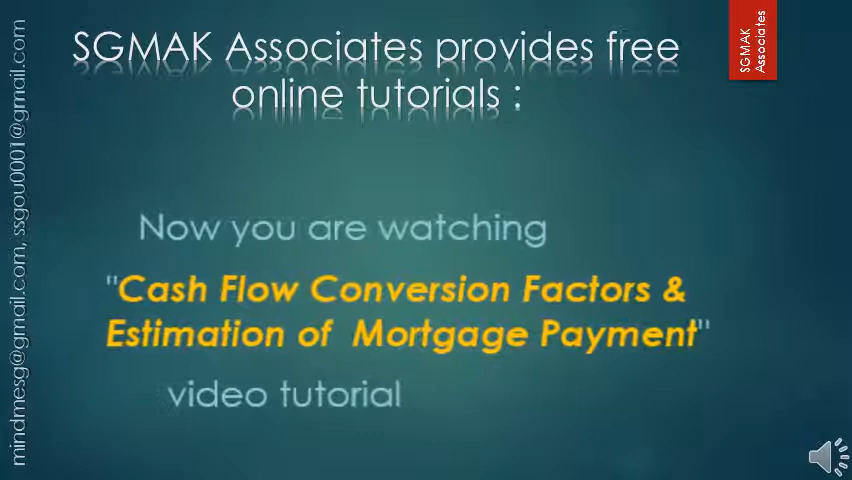 SGMAK Associates provides free
online tutorials :
SGMAK
Associates
Now you are watching
"Cash Flow Conversion Factors &
Estimation of Mortgage Payment"
video tutorial
mindmesg@gmail.com, ssgou0001@gmail.com